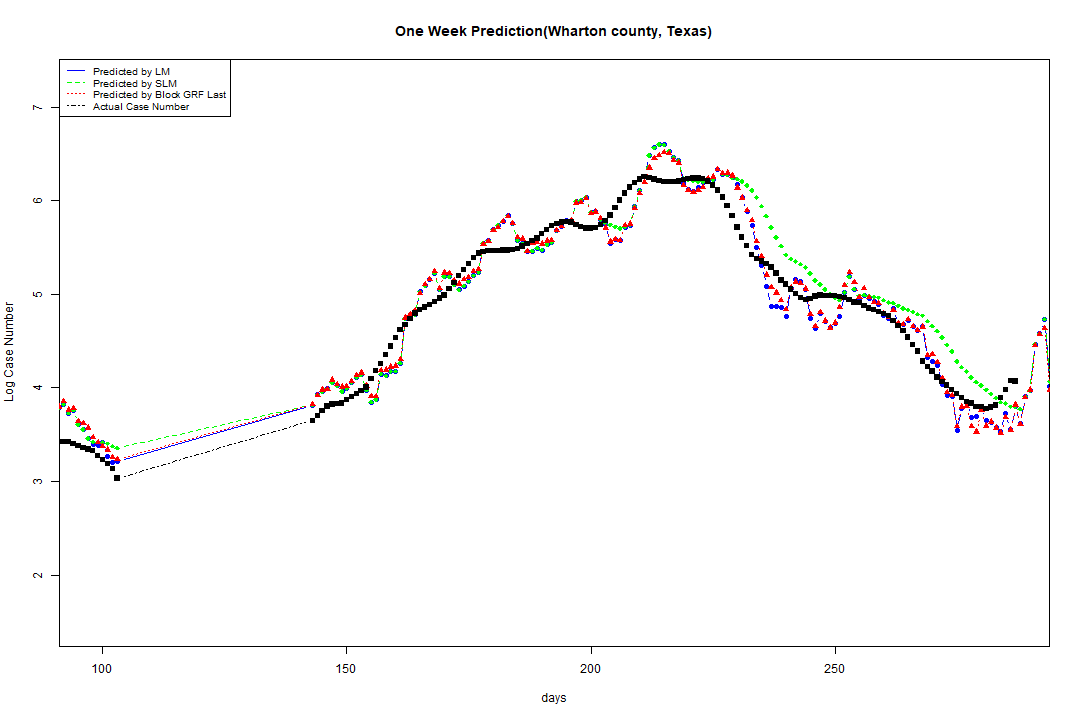 One Week Prediction(Wharton county, Texas)
Predicted by LM
Predicted by SLM
Predicted by Block GRF Last
Actual Case Number
7
6
5
4
3
2
Log Case Number
100 150 200 250
days